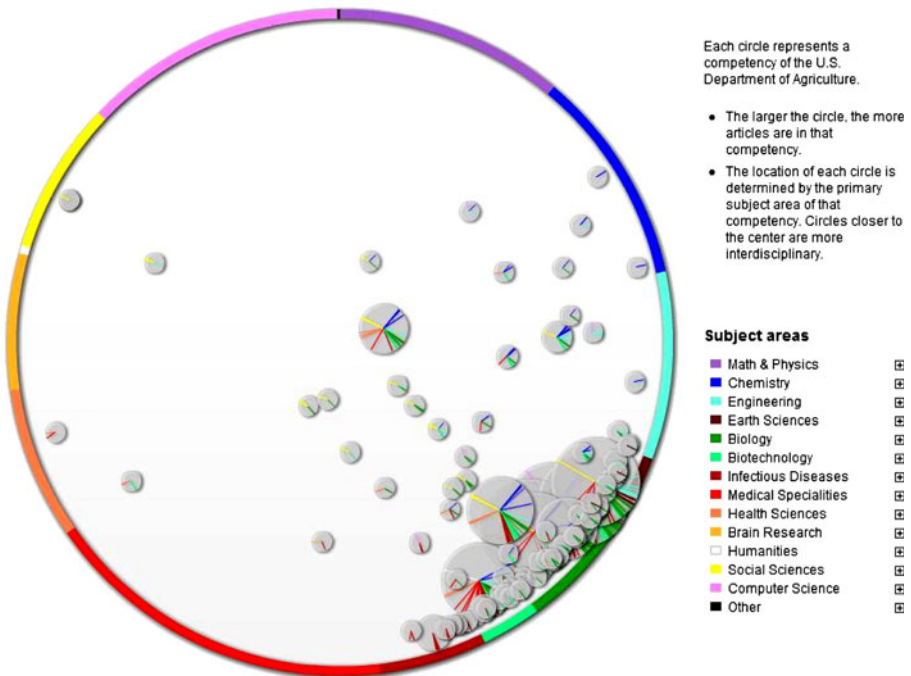 Each circle represents a
competency of the U.S.
Department of Agriculture.
• The larger the circle, the more
articles are in that
competency.
• The location of each circle is
determined by the primary
subject area of that
competency. Circles closer to
the center are more
interdisciplinary.
Subject areas
Math & Physics
Chemistry
Engineering
Earth Sciences
Biology
Biotechnology
Infectious Diseases
Medical Specialities
Health Sciences
Brain Research
Humanities
Social Sciences
Computer Science
Other